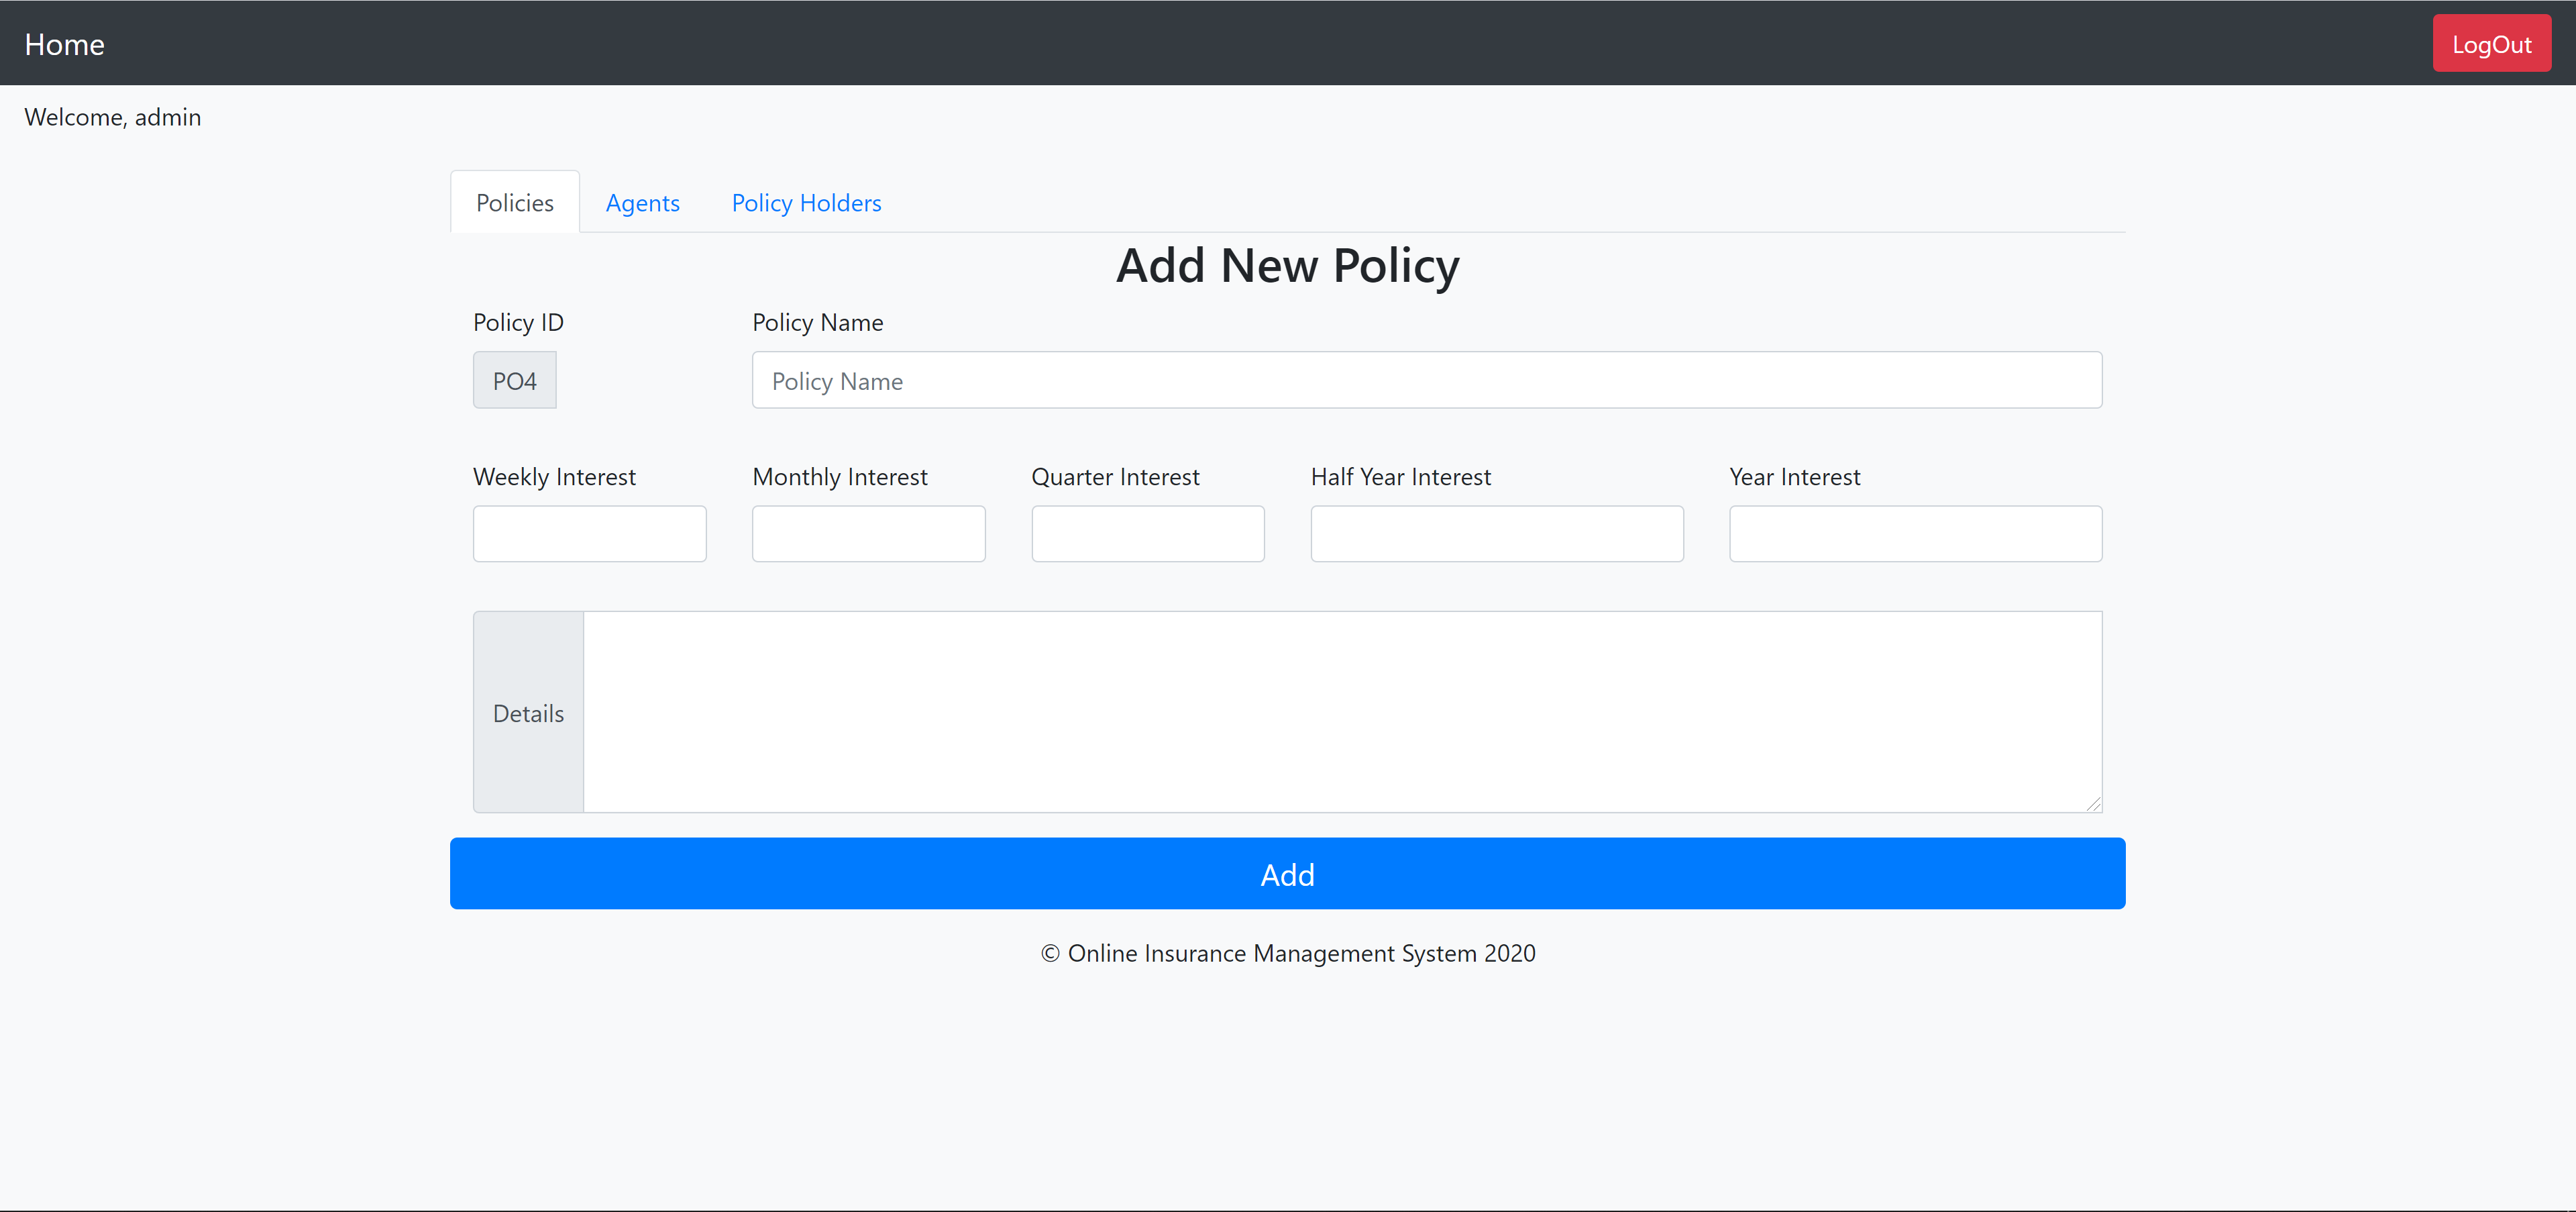 Home
LogOut
Welcome, admin
Policies Agents Policy Holders
Add New Policy
Policy ID Policy Name
PO4 Policy Name
Weekly Interest Monthly Interest Quarter Interest Half Year Interest Year Interest
Details
Add
© Online Insurance Management System 2020